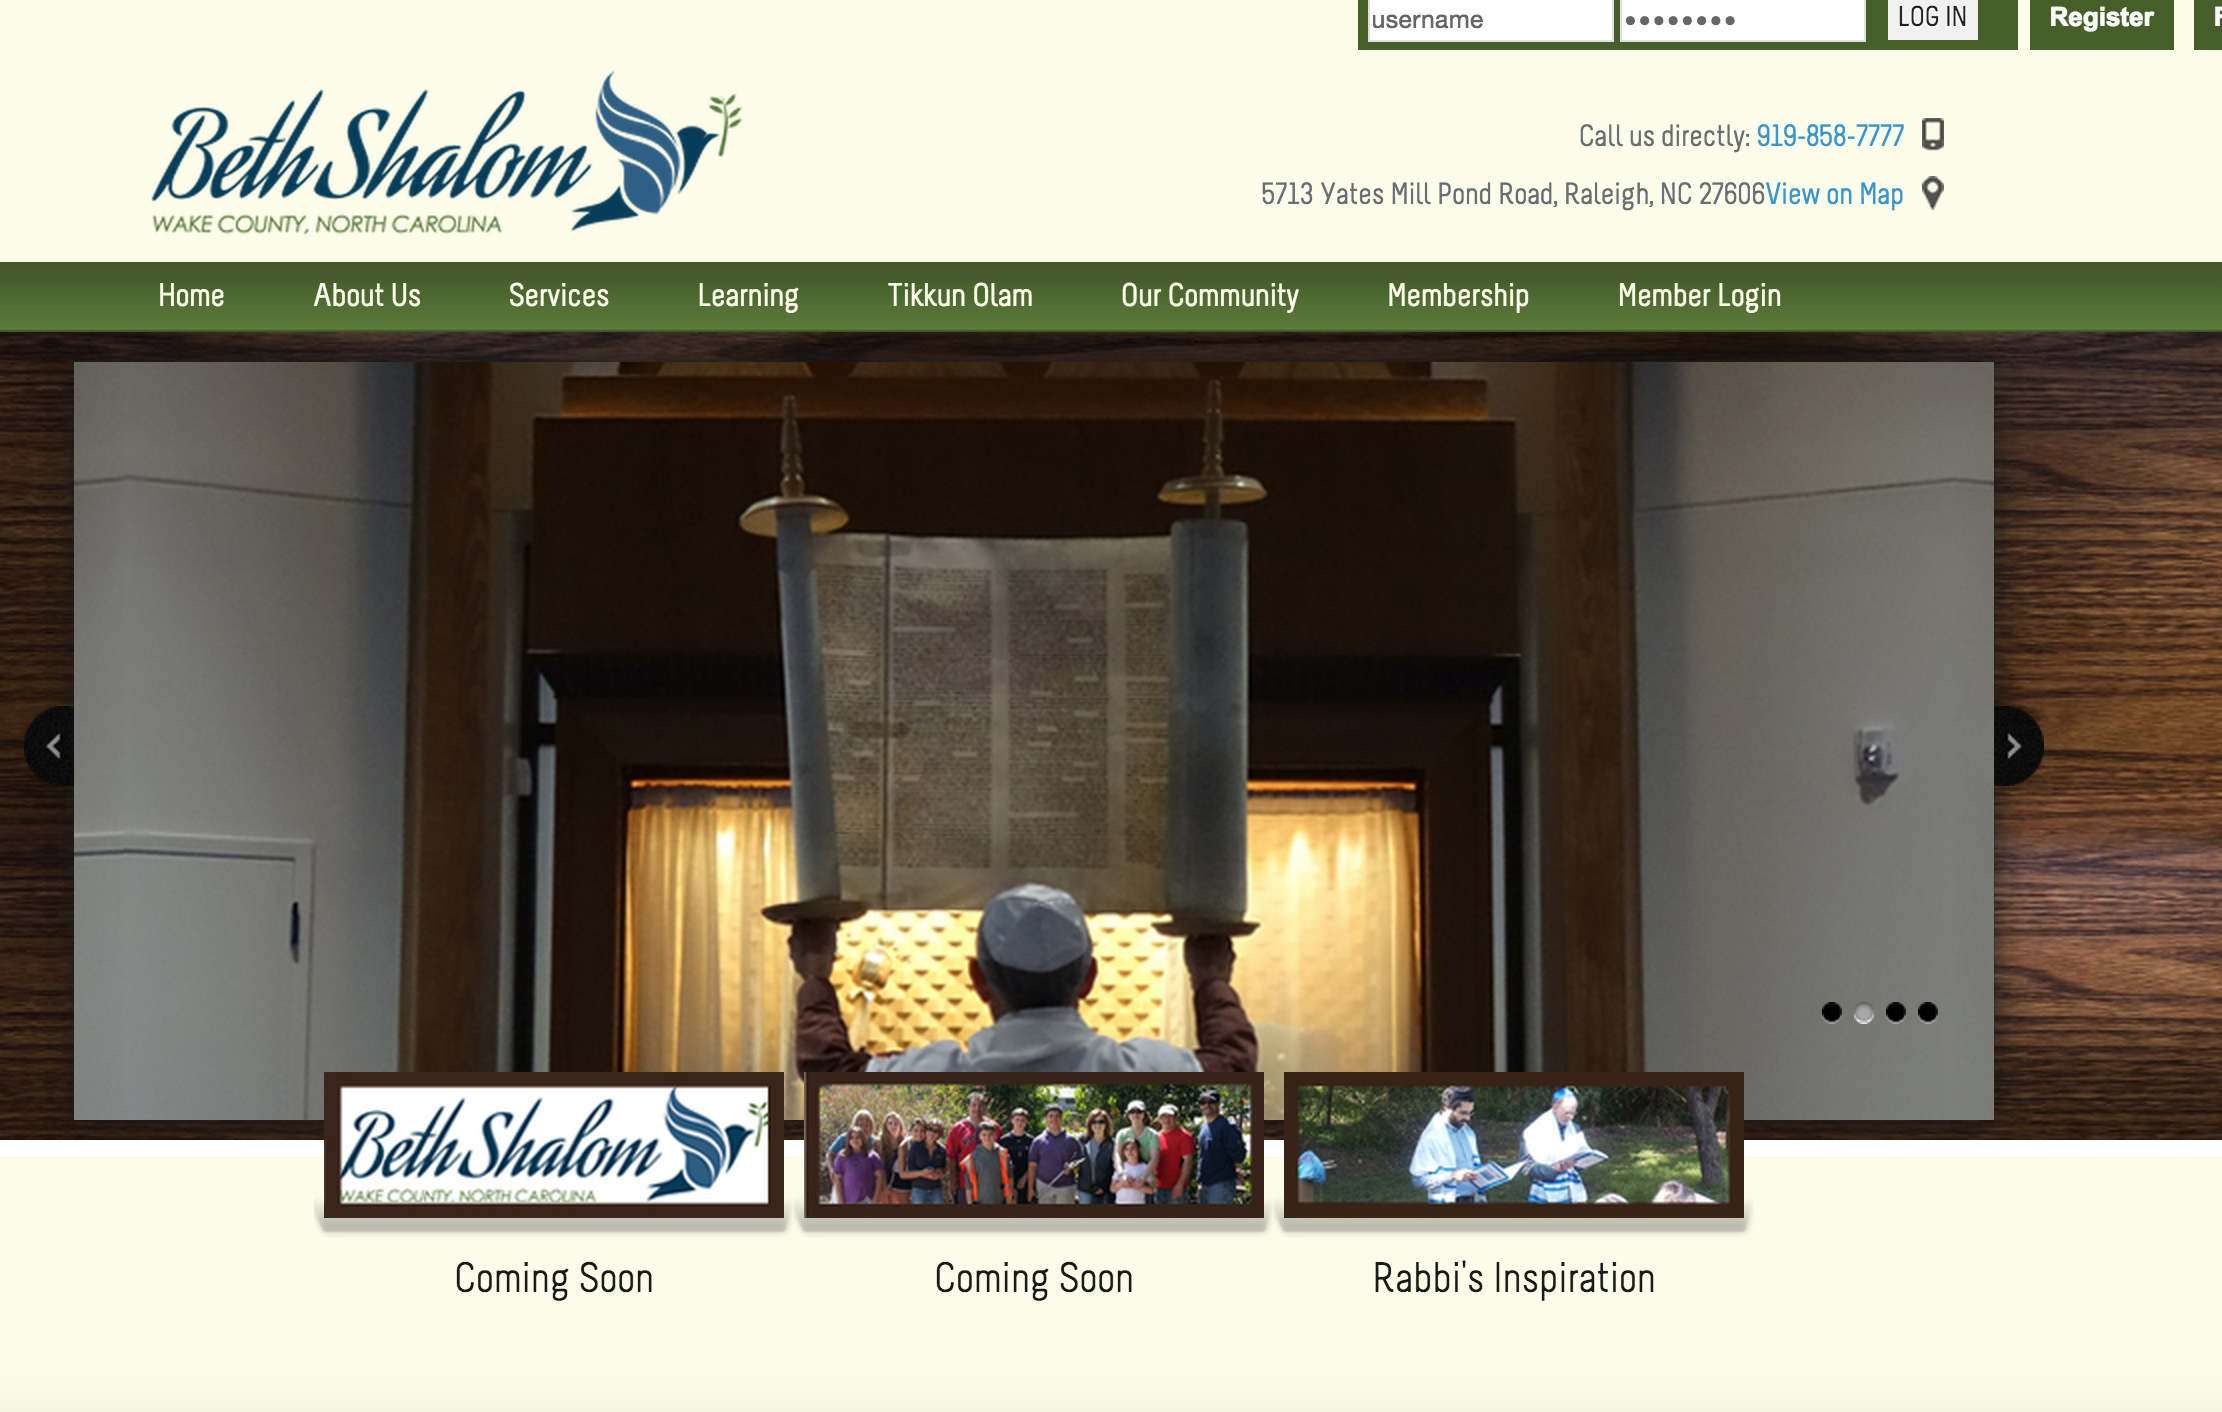 username
••••••••
LOG IN
Register
Beth Shalom
WAKE COUNTY, NORTH CAROLINA
Call us directly: 919-858-7777
5713 Yates Mill Pond Road, Raleigh, NC 27606View on Map
Home About Us Services Learning Tikkun Olam Our Community Membership Member Login
Beth Shalom
WAKE COUNTY, NORTH CAROLINA
Coming Soon Coming Soon Rabbi's Inspiration